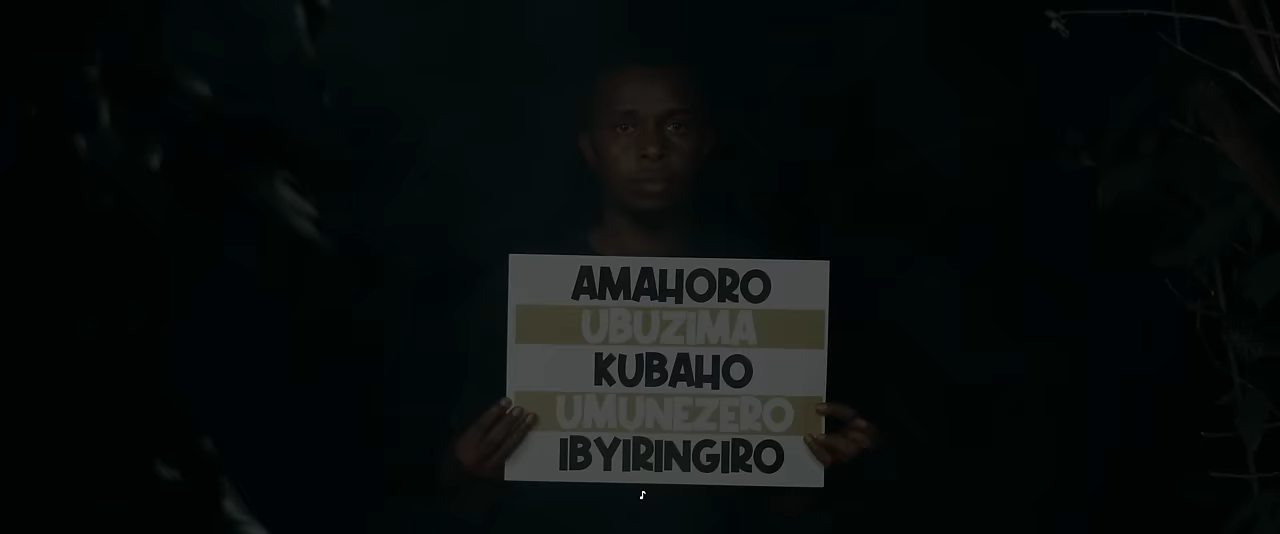 AMAHORO
UBUZIMA
KUBAHO
UMUNEZERO
IBYIRINGIRO
♪